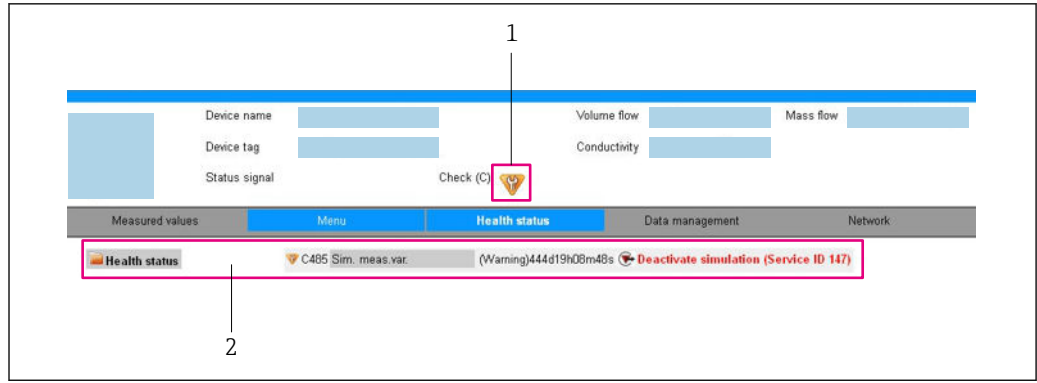 1
Device name
Volume flow
Mass flow
Device tag
Conductivity
Status signal
Check (C)
Measured values
Menu
Health status
Data management
Network
Health status
C485 Sim. meas.var.
(Warning)444d19h08m48s
Deactivate simulation (Service ID 147)
2